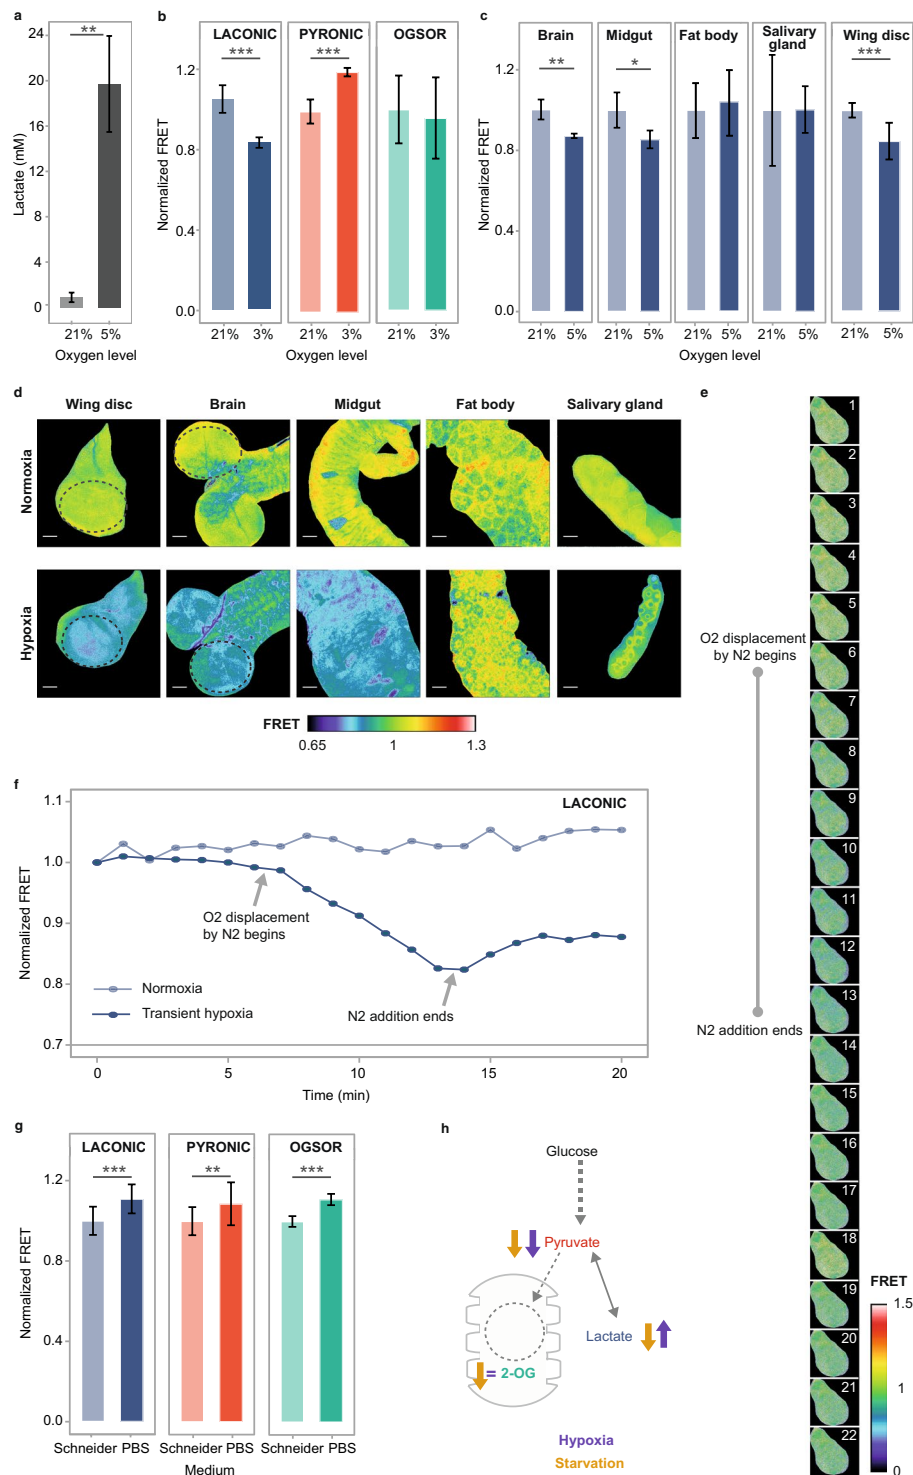 a
**
24
20
16
12
8
4
0
Lactate (mM)
21% 5%
Oxygen level
b
LACONIC PYRONIC OGSOR
*** ***
1.2
0.8
0.4
0.0
Normalized FRET
21% 3% 21% 3% 21% 3%
Oxygen level
c
Brain Midgut Fat body Salivary gland Wing disc
** * ***
1.2
0.8
0.4
0.0
Normalized FRET
21% 5% 21% 5% 21% 5% 21% 5% 21% 5%
Oxygen level
d
Wing disc Brain Midgut Fat body Salivary gland
Normoxia
Hypoxia
FRET
0.65 1 1.3
e
1
2
3
4
5
6
7
8
9
10
11
12
13
14
15
16
17
18
19
20
21
22
O2 displacement
by N2 begins
N2 addition ends
FRET
1.5
1
0
f
LACONIC
1.1
1.0
0.9
0.8
0.7
Normalized FRET
O2 displacement
by N2 begins
N2 addition ends
Normoxia
Transient hypoxia
0 5 10 15 20
Time (min)
g
LACONIC PYRONIC OGSOR
*** ** ***
1.2
0.8
0.4
0.0
Normalized FRET
Schneider PBS Schneider PBS Schneider PBS
Medium
h
Glucose
Pyruvate
Lactate
= 2-OG
Hypoxia
Starvation